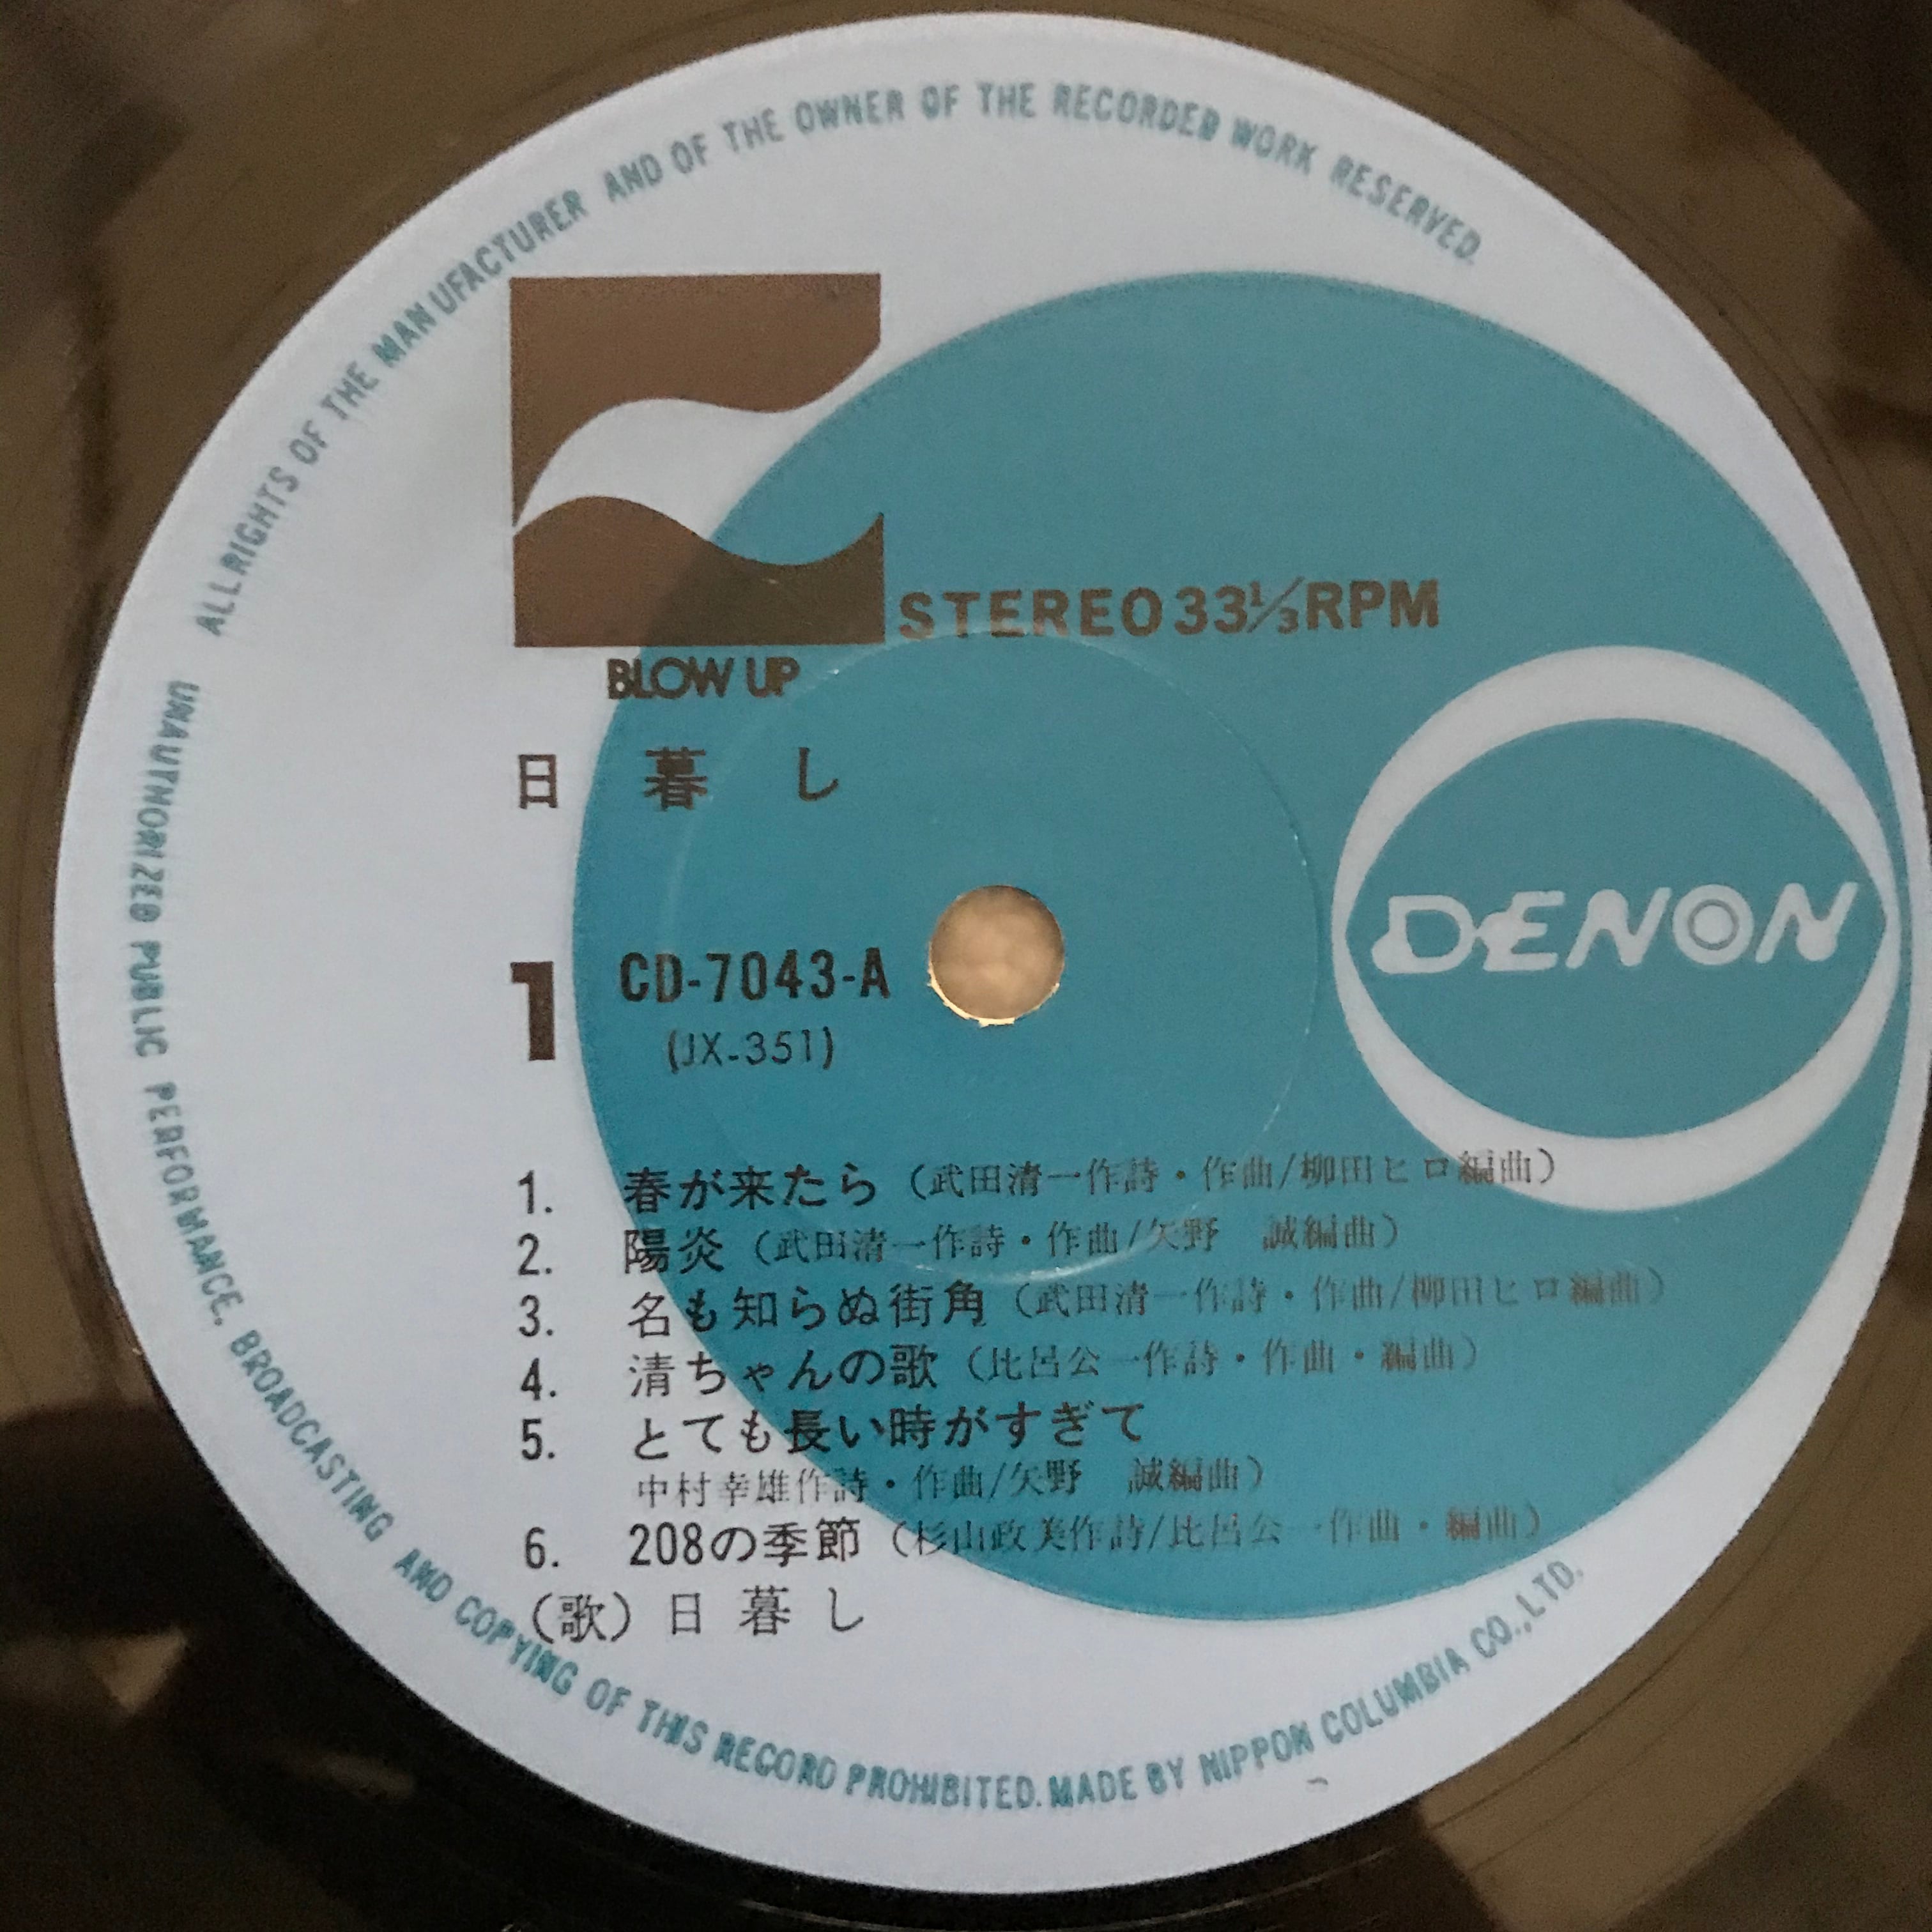 ALL RIGHTS OF THE MANUFACTURER AND OF THE OWNER OF THE RECORDED WORK RESERVED.
STEREO 33⅓ RPM
BLOW UP
日暮し
DENON
1 CD-7043-A
(JX-351)
1. 春が来たら（武田清一作詩・作曲/柳田ヒロ編曲）
2. 陽炎（武田清一作詩・作曲/矢野 誠編曲）
3. 名も知らぬ街角（武田清一作詩・作曲/柳田ヒロ編曲）
4. 清ちゃんの歌（比呂公一作詩・作曲・編曲）
5. とても長い時がすぎて
中村幸雄作詩・作曲/矢野 誠編曲）
6. 208の季節（杉山政美作詩/比呂公一作曲・編曲）
（歌）日暮し
UNAUTHORIZED PUBLIC PERFORMANCE, BROADCASTING AND COPYING OF THIS RECORD PROHIBITED. MADE BY NIPPON COLUMBIA CO., LTD.